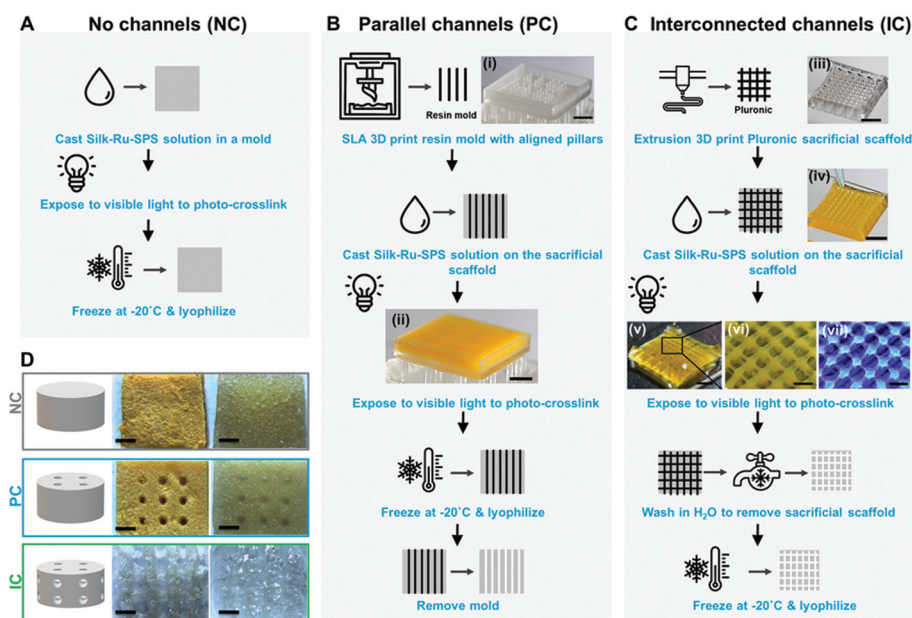 A No channels (NC)
Cast Silk-Ru-SPS solution in a mold
Expose to visible light to photo-crosslink
Freeze at -20˚C & lyophilize
B Parallel channels (PC)
(i)
Resin mold
SLA 3D print resin mold with aligned pillars
Cast Silk-Ru-SPS solution on the sacrificial
scaffold
(ii)
Expose to visible light to photo-crosslink
Freeze at -20˚C & lyophilize
Remove mold
C Interconnected channels (IC)
(iii)
Pluronic
Extrusion 3D print Pluronic sacrificial scaffold
(iv)
Cast Silk-Ru-SPS solution on the sacrificial
scaffold
(v) (vi) (vii)
Expose to visible light to photo-crosslink
Wash in H₂O to remove sacrificial scaffold
Freeze at -20˚C & lyophilize
D
NC
PC
IC